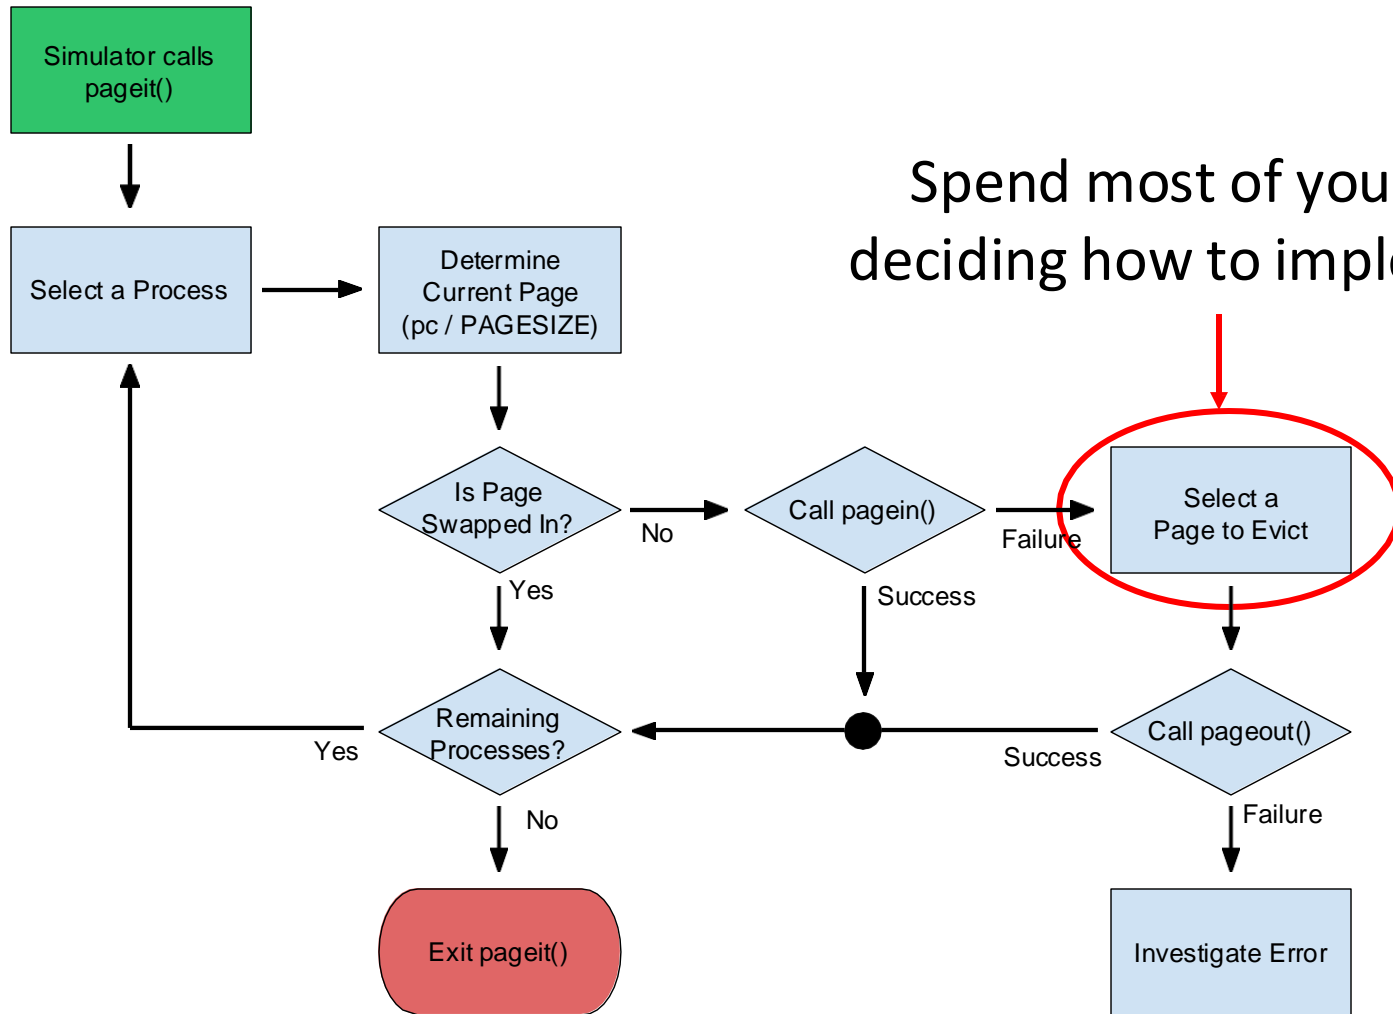 Simulator calls
pageit()
Spend most of you
deciding how to imple
Select a Process
Determine
Current Page
(pc / PAGESIZE)
Is Page
Swapped In?
No
Call pagein()
Failure
Select a
Page to Evict
Yes
Success
Remaining
Processes?
Yes
Success
Call pageout()
No
Failure
Exit pageit()
Investigate Error